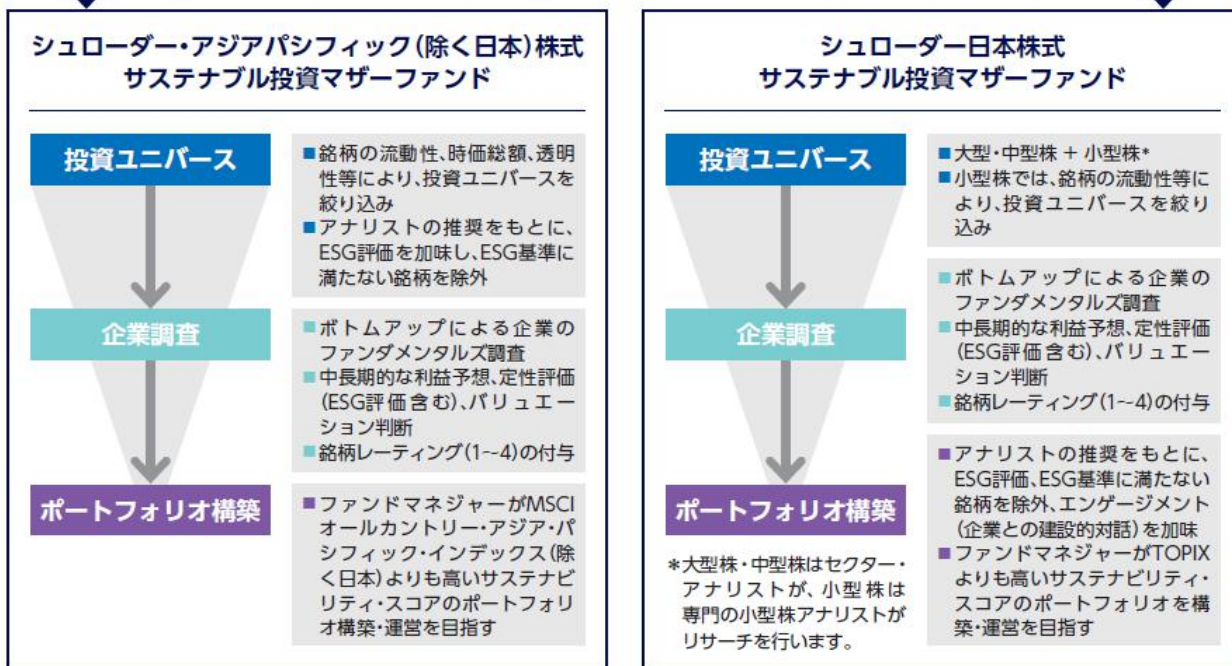 シュローダー・アジアパシフィック(除く日本)株式
サステナブル投資マザーファンド
投資ユニバース
■銘柄の流動性、時価総額、透明
性等により、投資ユニバースを
絞り込み
■アナリストの推奨をもとに、
ESG評価を加味し、ESG基準に
満たない銘柄を除外
企業調査
■ボトムアップによる企業の
ファンダメンタルズ調査
■中長期的な利益予想、定性評価
(ESG評価含む)、バリュエー
ション判断
■銘柄レーティング(1--4)の付与
ポートフォリオ構築
■ファンドマネジャーがMSCI
オールカントリー・アジア・パ
シフィック・インデックス(除
く日本)よりも高いサステナビ
リティ・スコアのポートフォリ
オ構築・運営を目指す
シュローダー日本株式
サステナブル投資マザーファンド
投資ユニバース
■大型・中型株 + 小型株*
■小型株では、銘柄の流動性等に
より、投資ユニバースを絞り
込み
企業調査
■ボトムアップによる企業の
ファンダメンタルズ調査
■中長期的な利益予想、定性評価
(ESG評価含む)、バリュエー
ション判断
■銘柄レーティング(1--4)の付与
ポートフォリオ構築
■アナリストの推奨をもとに、
ESG評価、ESG基準に満たない
銘柄を除外、エンゲージメント
(企業との建設的対話)を加味
■ファンドマネジャーがTOPIX
よりも高いサステナビリティ・
スコアのポートフォリオを構
築・運営を目指す
*大型株・中型株はセクター・
アナリストが、小型株は
専門の小型株アナリストが
リサーチを行います。